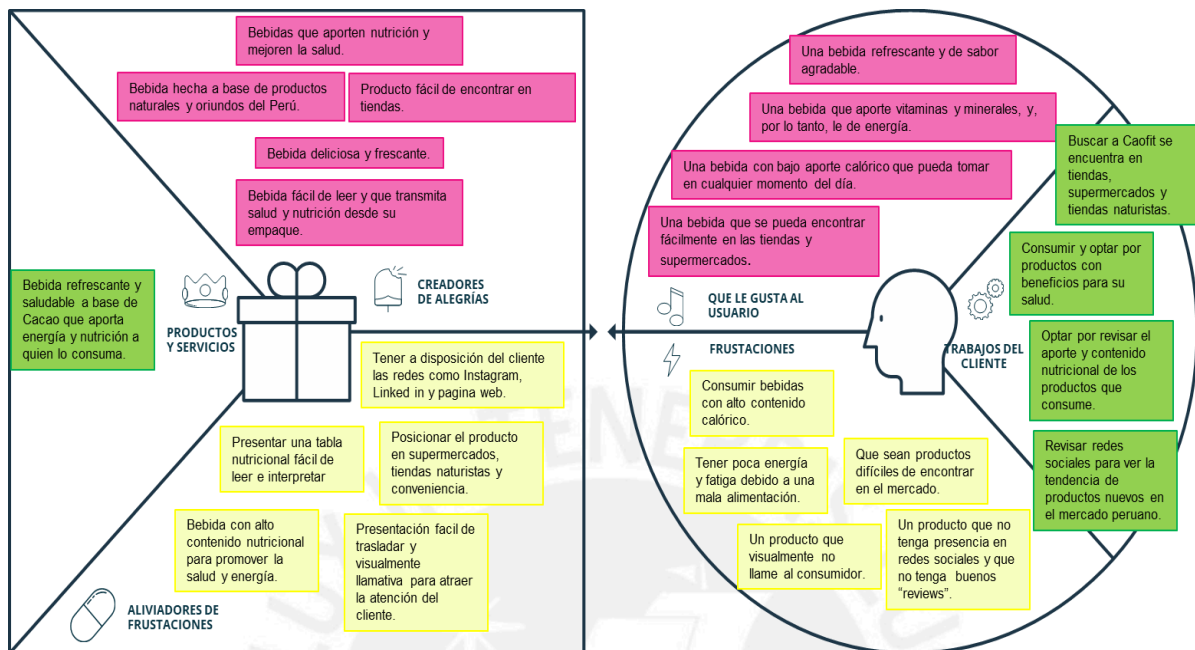 Bebidas que aporten nutrición y
mejoren la salud.
Bebida hecha a base de productos
naturales y oriundos del Perú.
Producto fácil de encontrar en
tiendas.
Bebida deliciosa y frescante.
Bebida fácil de leer y que transmita
salud y nutrición desde su
empaque.
Bebida refrescante y
saludable a base de
Cacao que aporta
energía y nutrición a
quien lo consuma.
PRODUCTOS
Y SERVICIOS
CREADORES
DE ALEGRÍAS
Tener a disposición del cliente
las redes como Instagram,
Linked in y pagina web.
Presentar una tabla
nutricional fácil de
leer e interpretar
Posicionar el producto
en supermercados,
tiendas naturistas y
conveniencia.
Bebida con alto
contenido nutricional
para promover la
salud y energía.
Presentación facil de
trasladar y
visualmente
llamativa para atraer
la atención del
cliente.
ALIVIADORES DE
FRUSTACIONES
Una bebida refrescante y de sabor
agradable.
Una bebida que aporte vitaminas y minerales, y,
por lo tanto, le de energía.
Una bebida con bajo aporte calórico que pueda tomar
en cualquier momento del día.
Una bebida que se pueda encontrar
fácilmente en las tiendas y
supermercados.
QUE LE GUSTA AL
USUARIO
FRUSTACIONES
TRABAJOS DEL
CLIENTE
Buscar a Caofit se
encuentra en
tiendas,
supermercados y
tiendas naturistas.
Consumir y optar por
productos con
beneficios para su
salud.
Optar por revisar el
aporte y contenido
nutricional de los
productos que
consume.
Revisar redes
sociales para ver la
tendencia de
productos nuevos en
el mercado peruano.
Consumir bebidas
con alto contenido
calórico.
Tener poca energía
y fatiga debido a una
mala alimentación.
Que sean productos
difíciles de encontrar
en el mercado.
Un producto que
visualmente no
llame al consumidor.
Un producto que no
tenga presencia en
redes sociales y que
no tenga buenos
“reviews”.